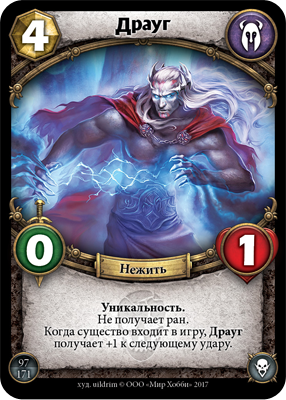 4
Драуг
0
1
Нежить
Уникальность.
Не получает ран.
Когда существо входит в игру, Драуг
получает +1 к следующему удару.
97
171
худ. uildrim © ООО «Мир Хобби» 2017